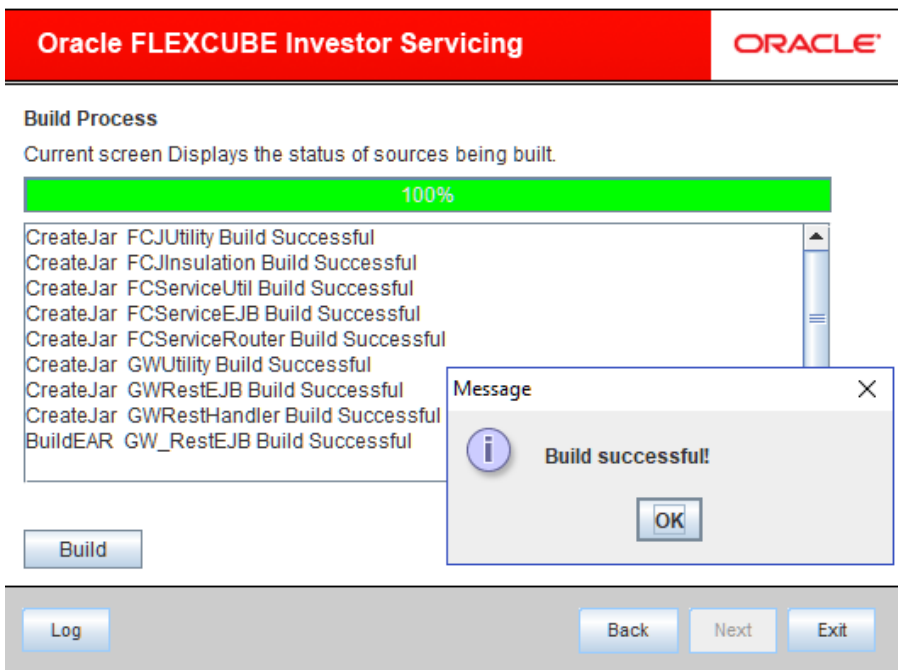 Oracle FLEXCUBE Investor Servicing
ORACLE
Build Process
Current screen Displays the status of sources being built.
100%
CreateJar FCJUtility Build Successful
CreateJar FCJInsulation Build Successful
CreateJar FCServiceUtil Build Successful
CreateJar FCServiceEJB Build Successful
CreateJar FCServiceRouter Build Successful
CreateJar GWUtility Build Successful
CreateJar GWRestEJB Build Successful
CreateJar GWRestHandler Build Successful
BuildEAR GW_RestEJB Build Successful
Message
Build successful!
OK
Build
Log
Back
Next
Exit